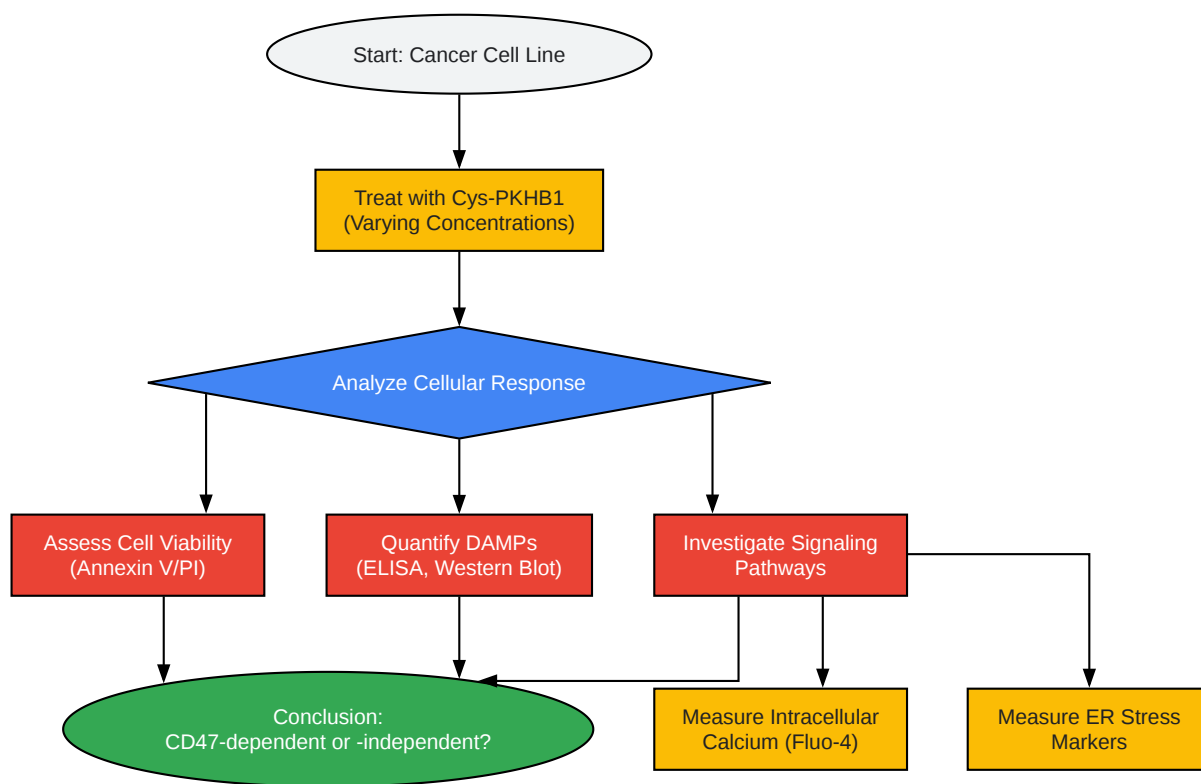 Start: Cancer Cell Line
Treat with Cys-PKHB1
(Varying Concentrations)
Analyze Cellular Response
Assess Cell Viability
(Annexin V/PI)
Quantify DAMPs
(ELISA, Western Blot)
Investigate Signaling
Pathways
Conclusion:
CD47-dependent or -independent?
Measure Intracellular
Calcium (Fluo-4)
Measure ER Stress
Markers